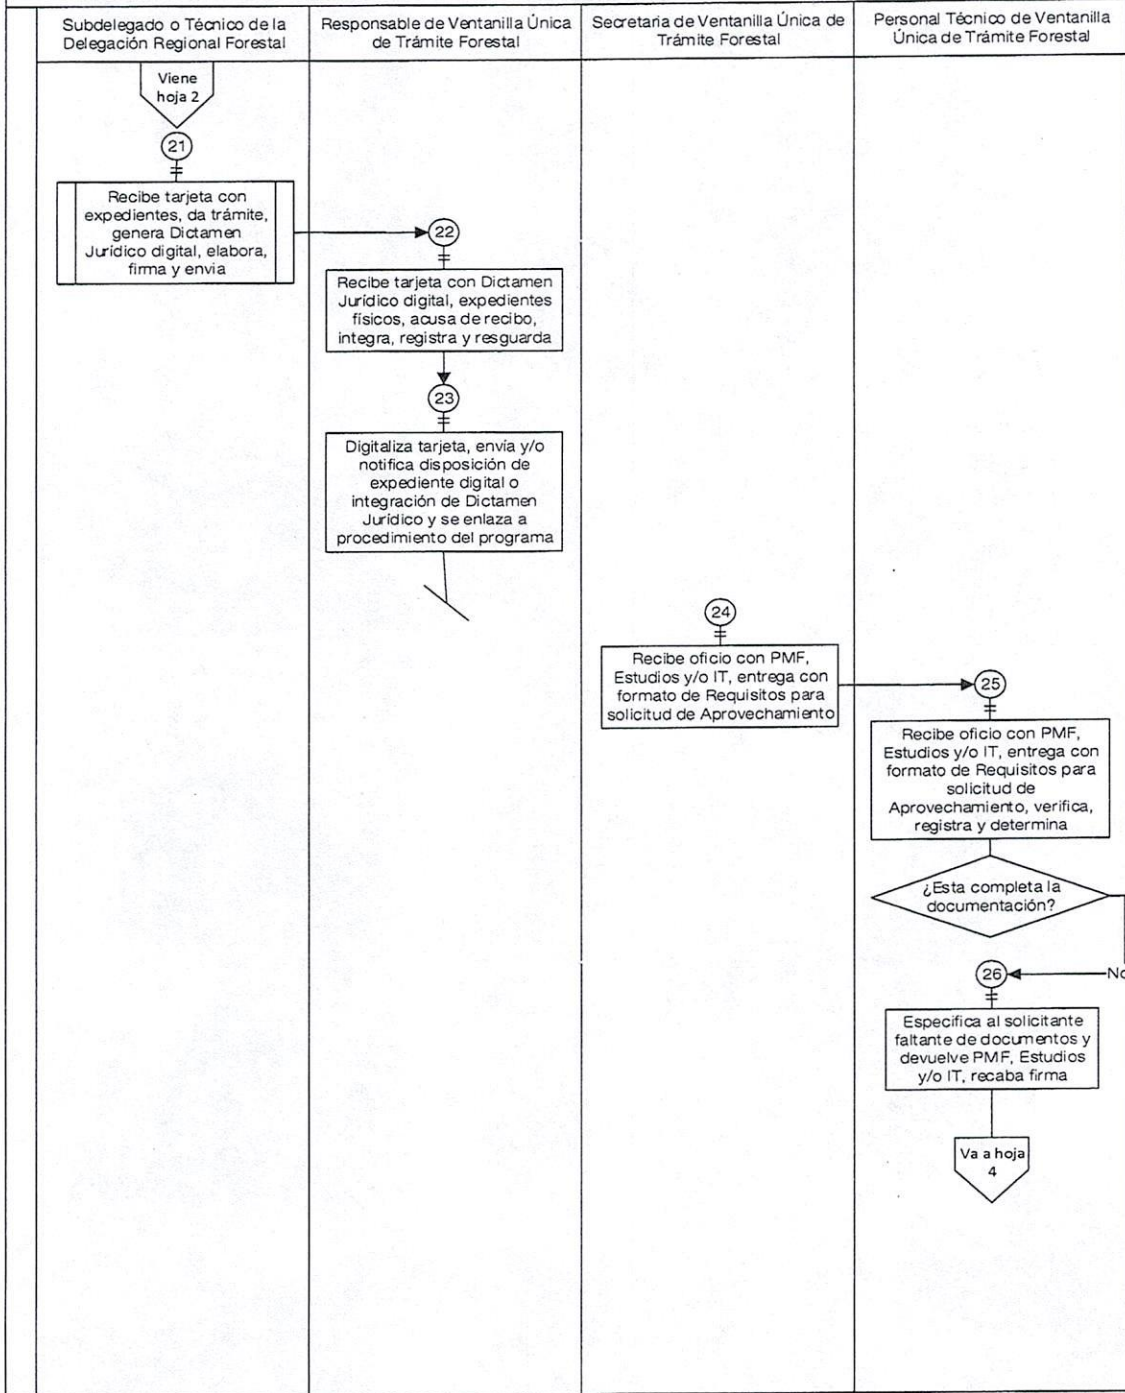 Subdelegado o Técnico de la
Delegación Regional Forestal
Responsable de Ventanilla Única
de Trámite Forestal
Secretaria de Ventanilla Única de
Trámite Forestal
Personal Técnico de Ventanilla
Única de Trámite Forestal
Viene
hoja 2
21
Recibe tarjeta con
expedientes, da trámite,
genera Dictamen
Jurídico digital, elabora,
firma y envia
22
Recibe tarjeta con Dictamen
Jurídico digital, expedientes
físicos, acusa de recibo,
integra, registra y resguarda
23
Digitaliza tarjeta, envía y/o
notifica disposición de
expediente digital o
integración de Dictamen
Jurídico y se enlaza a
procedimiento del programa
24
Recibe oficio con PMF,
Estudios y/o IT, entrega con
formato de Requisitos para
solicitud de Aprovechamiento
25
Recibe oficio con PMF,
Estudios y/o IT, entrega con
formato de Requisitos para
solicitud de
Aprovechamiento, verifica,
registra y determina
¿Esta completa la
documentación?
No
26
Especifica al solicitante
faltante de documentos y
devuelve PMF, Estudios
y/o IT, recaba firma
Va a hoja
4